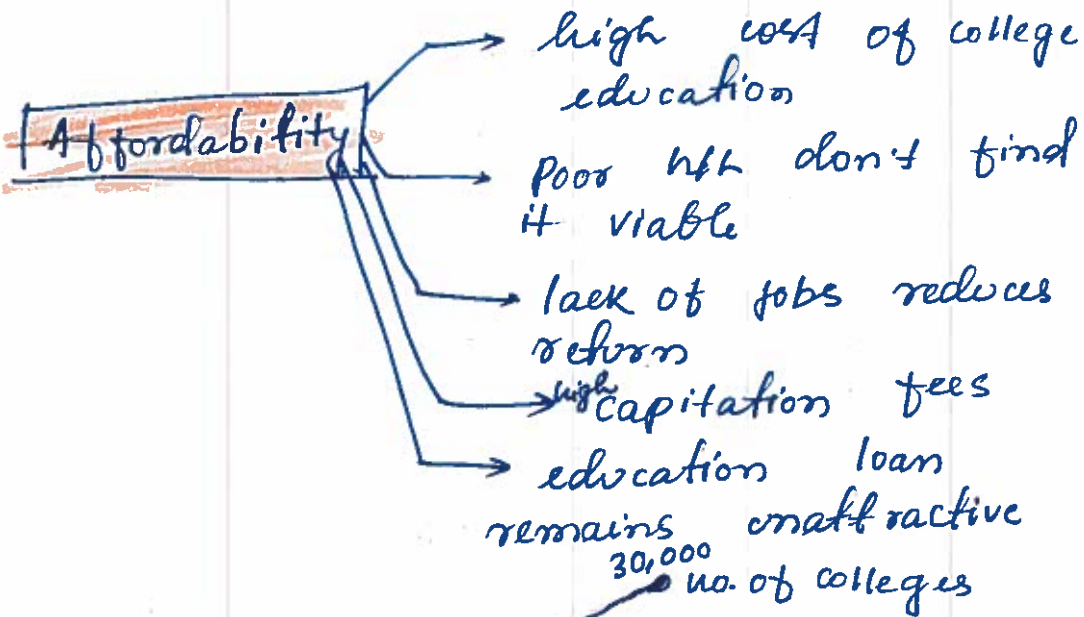 Affordability
high cost of college
education
Poor hh don't find
it viable
lack of jobs reduces
return
high
capitation fees
education loan
remains unattractive
30,000
no. of colleges